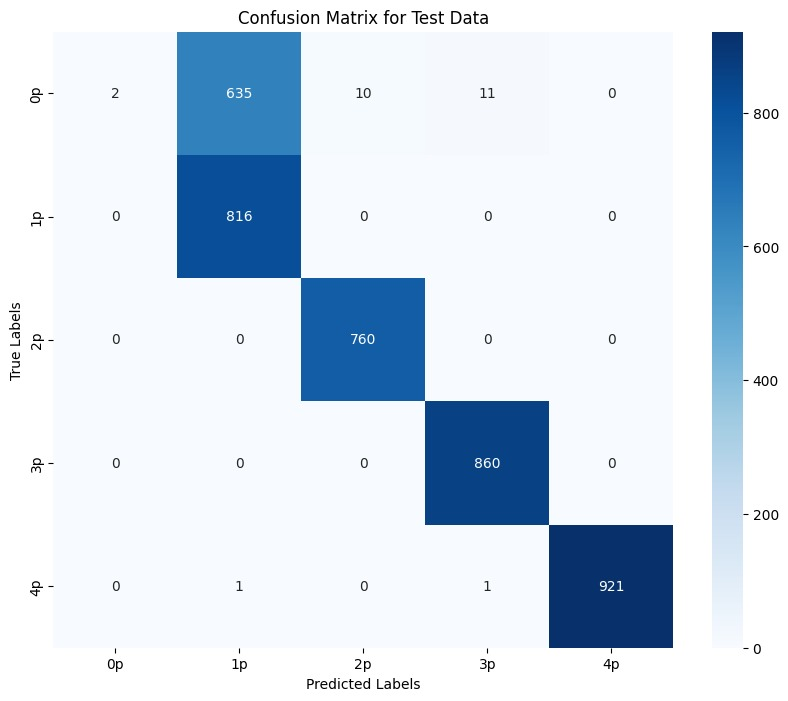 Confusion Matrix for Test Data
0p 2 635 10 11 0
1p 0 816 0 0 0
2p 0 0 760 0 0
3p 0 0 0 860 0
4p 0 1 0 1 921
0p 1p 2p 3p 4p
True Labels
Predicted Labels
800
600
400
200
0